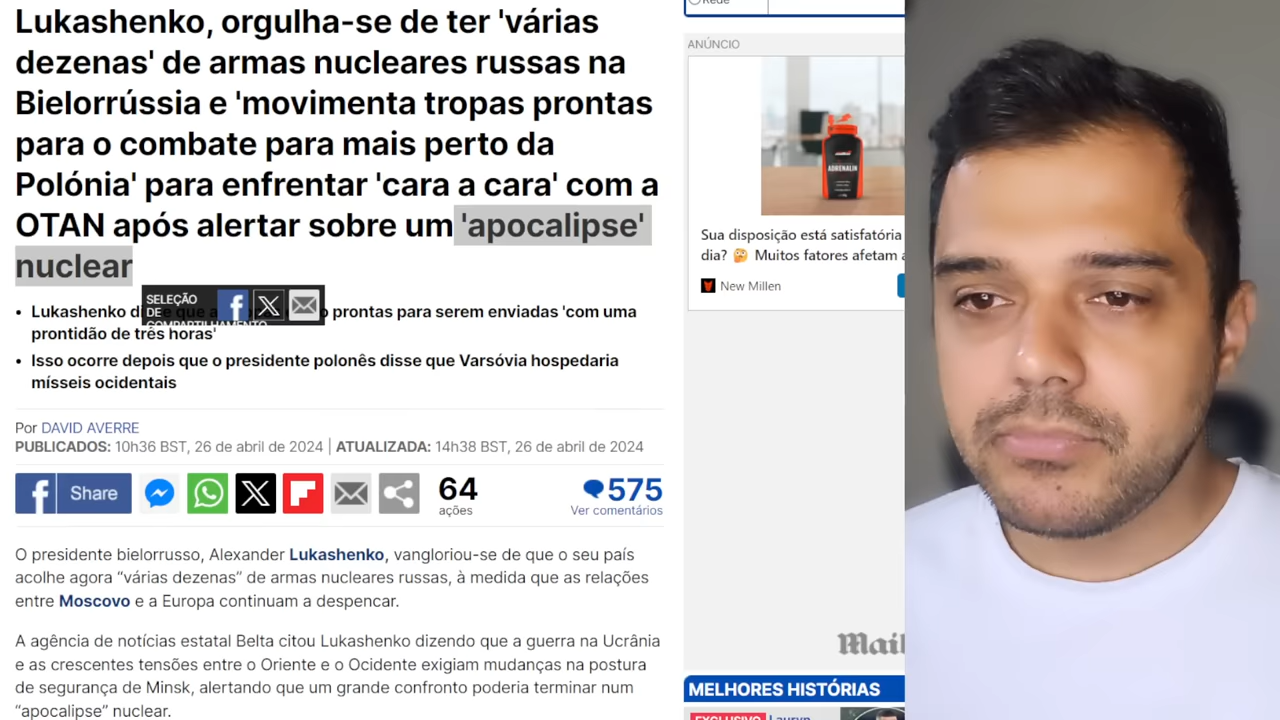 Lukashenko, orgulha-se de ter 'várias
dezenas' de armas nucleares russas na
Bielorrússia e 'movimenta tropas prontas
para o combate para mais perto da
Polónia' para enfrentar 'cara a cara' com a
OTAN após alertar sobre um 'apocalipse'
nuclear
SELEÇÃO
DE
COMPARTILHAMENTO
• Lukashenko prontas para serem enviadas 'com uma
prontidão de três horas'
• Isso ocorre depois que o presidente polonês disse que Varsóvia hospedaria
mísseis ocidentais
Por DAVID AVERRE
PUBLICADOS: 10h36 BST, 26 de abril de 2024 | ATUALIZADA: 14h38 BST, 26 de abril de 2024
Share
64
ações
575
Ver comentários
O presidente bielorrusso, Alexander Lukashenko, vangloriou-se de que o seu país
acolhe agora “várias dezenas” de armas nucleares russas, à medida que as relações
entre Moscovo e a Europa continuam a despencar.
A agência de notícias estatal Belta citou Lukashenko dizendo que a guerra na Ucrânia
e as crescentes tensões entre o Oriente e o Ocidente exigiam mudanças na postura
de segurança de Minsk, alertando que um grande confronto poderia terminar num
“apocalipse” nuclear.
Rede
ANÚNCIO
ADRENALIN
Sua disposição está satisfatória
dia? 🤔 Muitos fatores afetam a
New Millen
Mail
MELHORES HISTÓRIAS
EXCLUSIVO Lauryn